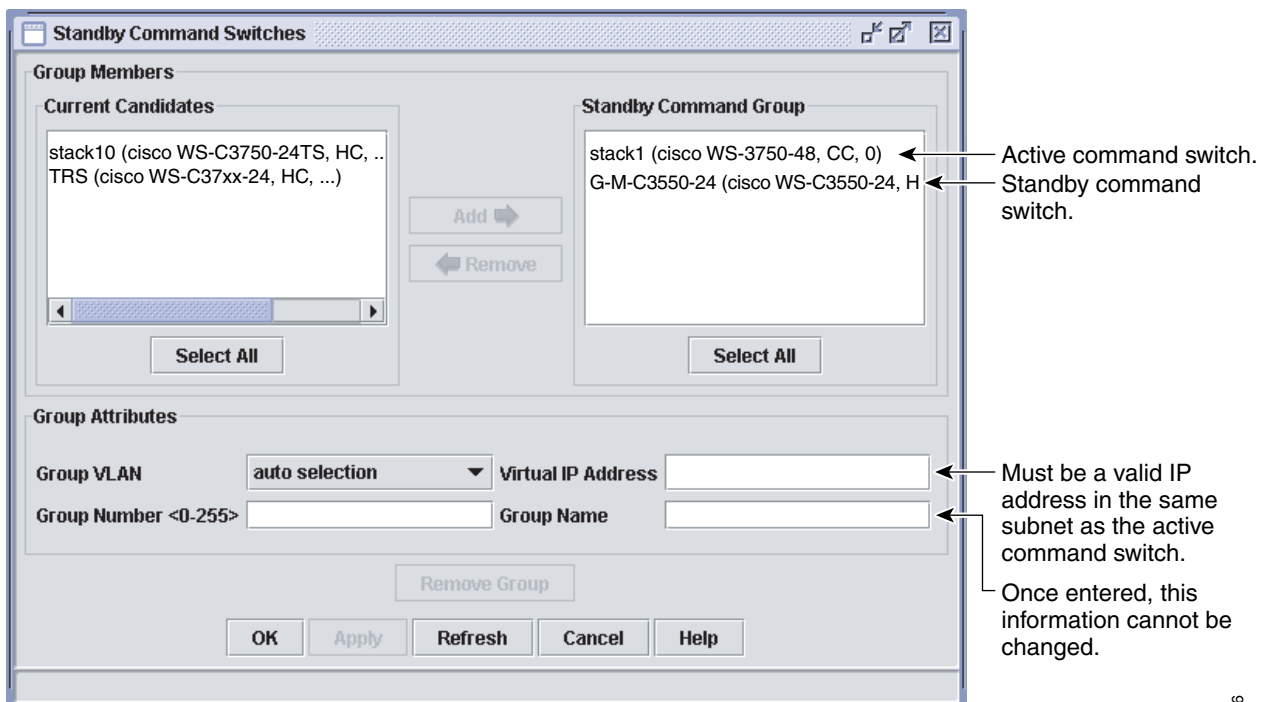 Standby Command Switches
Group Members
Current Candidates
stack10 (cisco WS-C3750-24TS, HC, ..
TRS (cisco WS-C37xx-24, HC, ...)
Select All
Add
Remove
Standby Command Group
stack1 (cisco WS-3750-48, CC, 0)
G-M-C3550-24 (cisco WS-C3550-24, H
Select All
Active command switch.
Standby command
switch.
Group Attributes
Group VLAN
auto selection
Virtual IP Address
Group Number <0-255>
Group Name
Must be a valid IP
address in the same
subnet as the active
command switch.
Once entered, this
information cannot be
changed.
Remove Group
OK
Apply
Refresh
Cancel
Help